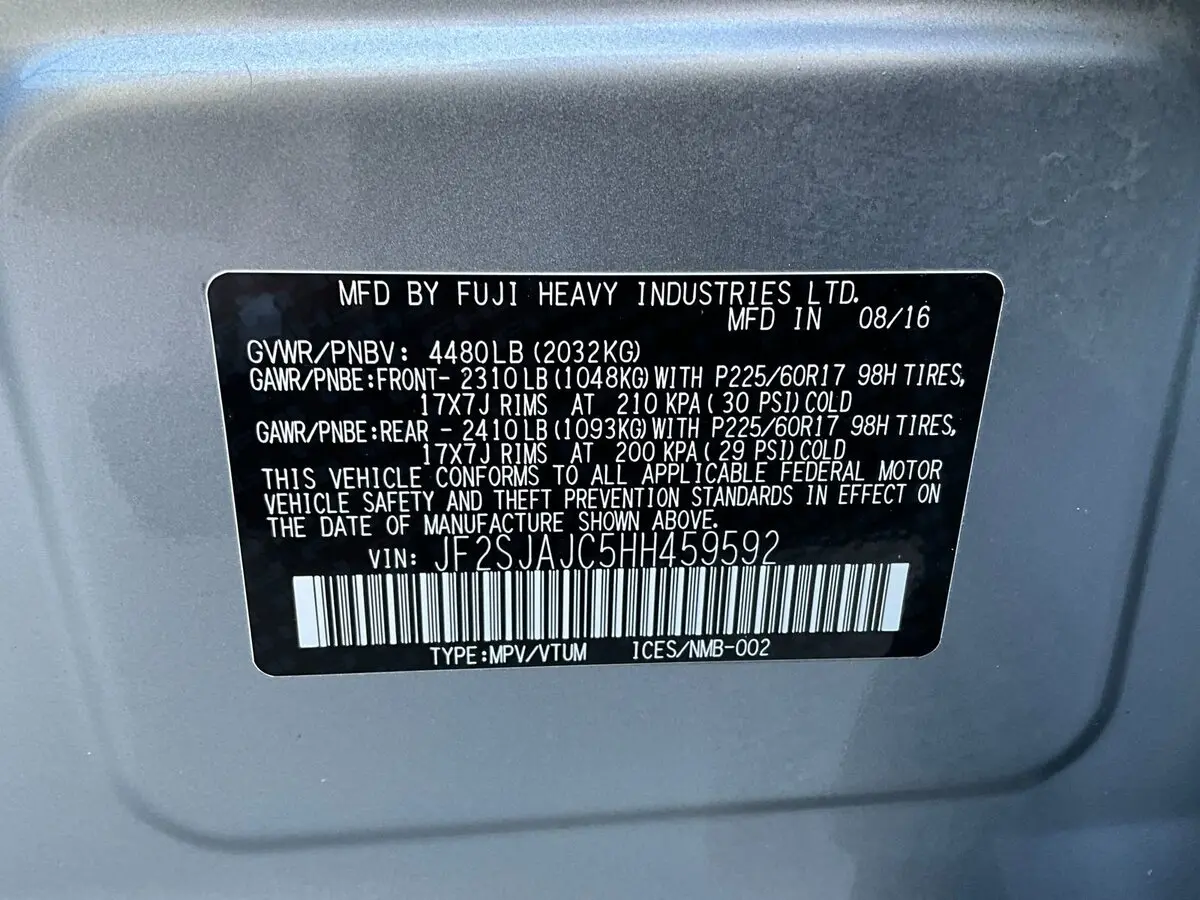 MFD BY FUJI HEAVY INDUSTRIES LTD.
MFD IN 08/16
GVWR/PNBV: 4480LB (2032KG)
GAWR/PNBE:FRONT- 2310LB (1048KG) WITH P225/60R17 98H TIRES,
17X7J RIMS AT 210 KPA ( 30 PSI) COLD
GAWR/PNBE:REAR - 2410LB (1093KG) WITH P225/60R17 98H TIRES,
17X7J RIMS AT 200 KPA ( 29 PSI) COLD
THIS VEHICLE CONFORMS TO ALL APPLICABLE FEDERAL MOTOR
VEHICLE SAFETY AND THEFT PREVENTION STANDARDS IN EFFECT ON
THE DATE OF MANUFACTURE SHOWN ABOVE.
VIN: JF2SJAJC5HH459592
TYPE:MPV/VTUM ICES/NMB-002